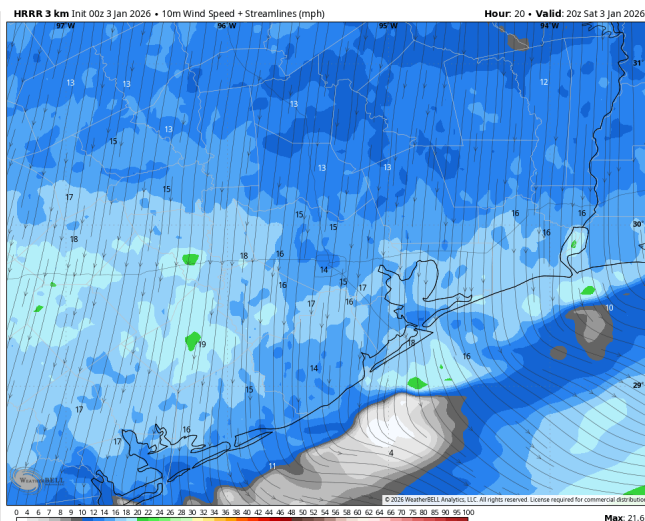 HRRR 3 km Init 00z 3 Jan 2026 • 10m Wind Speed + Streamlines (mph) Hour: 20 • Valid: 20z Sat 3 Jan 2026
97°W 96°W 95°W 94°W
31°
13 13 12
13
13
15
13 13
15
17
15 16 16
15 30°
16
18 18 16
14
16 15 17
17 16
10
19 18
16
14
29°
15
17
16
17
4
11
WeatherBELL
© 2026 WeatherBELL Analytics, LLC. All rights reserved. License required for commercial distribution
0 4 6 7 8 9 10 12 14 16 18 20 22 24 26 28 30 32 34 36 38 40 42 44 46 48 50 52 54 56 58 60 65 70 75 80 85 90 95 100
Max: 21.6